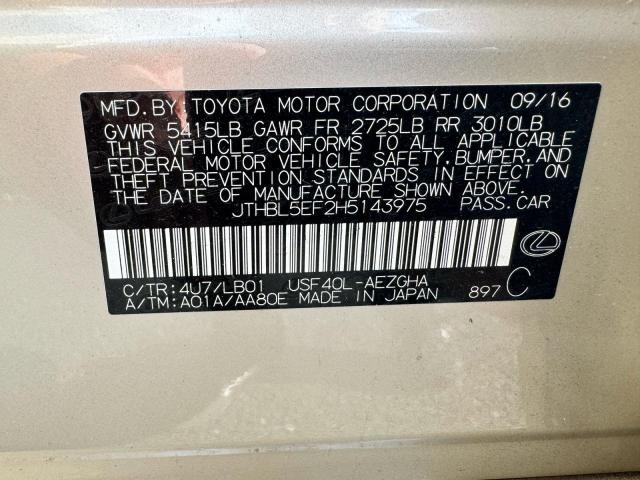 MFD. BY: TOYOTA MOTOR CORPORATION 09/16
GVWR 5415LB GAWR FR 2725LB RR 3010LB
THIS VEHICLE CONFORMS TO ALL APPLICABLE
FEDERAL MOTOR VEHICLE SAFETY, BUMPER, AND
THEFT PREVENTION STANDARDS IN EFFECT ON
THE DATE OF MANUFACTURE SHOWN ABOVE.
JTHBL5EF2H5143975 PASS. CAR
C/TR: 4U7/LB01 USF40L-AEZGHA
A/TM: A01A/AA80E MADE IN JAPAN 897 C